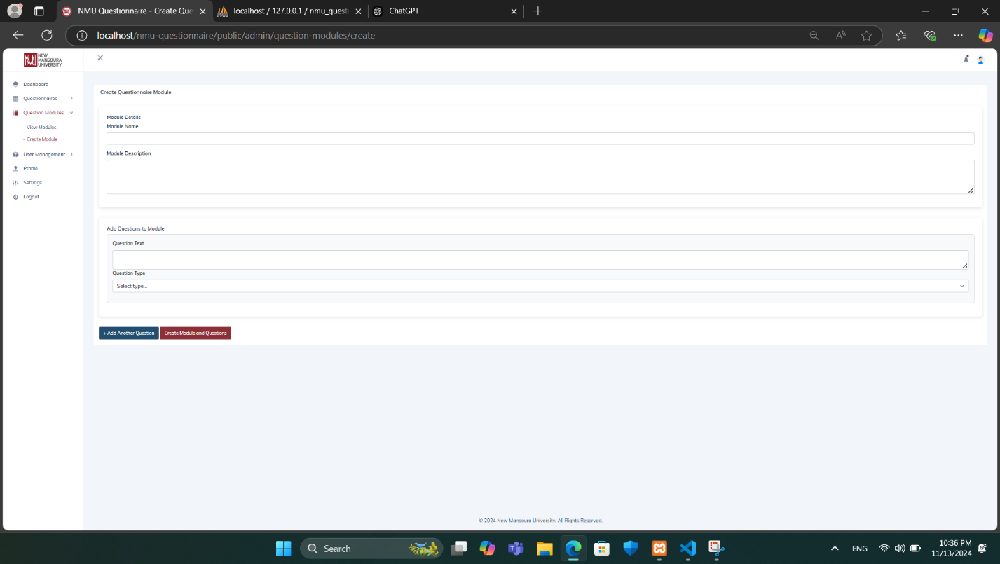 NMU Questionnaire - Create Que
localhost / 127.0.0.1 / nmu_questi
ChatGPT
localhost/nmu-questionnaire/public/admin/question-modules/create
NEW
MANSOURA
UNIVERSITY
Dashboard
Questionnaires
Question Modules
- View Modules
- Create Module
User Management
Profile
Settings
Logout
Create Questionnaire Module
Module Details
Module Name
Module Description
Add Questions to Module
Question Text
Question Type
Select type...
+ Add Another Question
Create Module and Questions
© 2024 New Mansoura University. All Rights Reserved.
Search
ENG
10:36 PM
11/13/2024